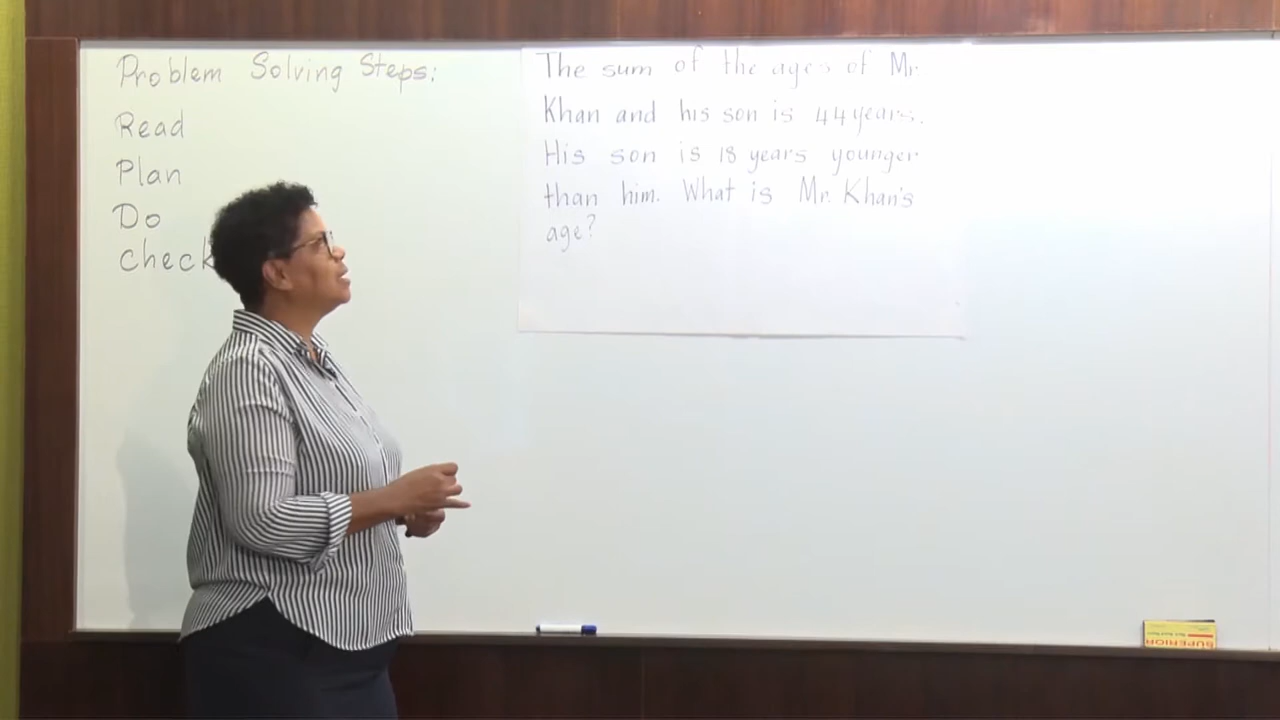 Problem Solving Steps:
Read
Plan
Do
check
The sum of the ages of Mr.
Khan and his son is 44 years.
His son is 18 years younger
than him. What is Mr. Khan's
age?
SUPERIOR